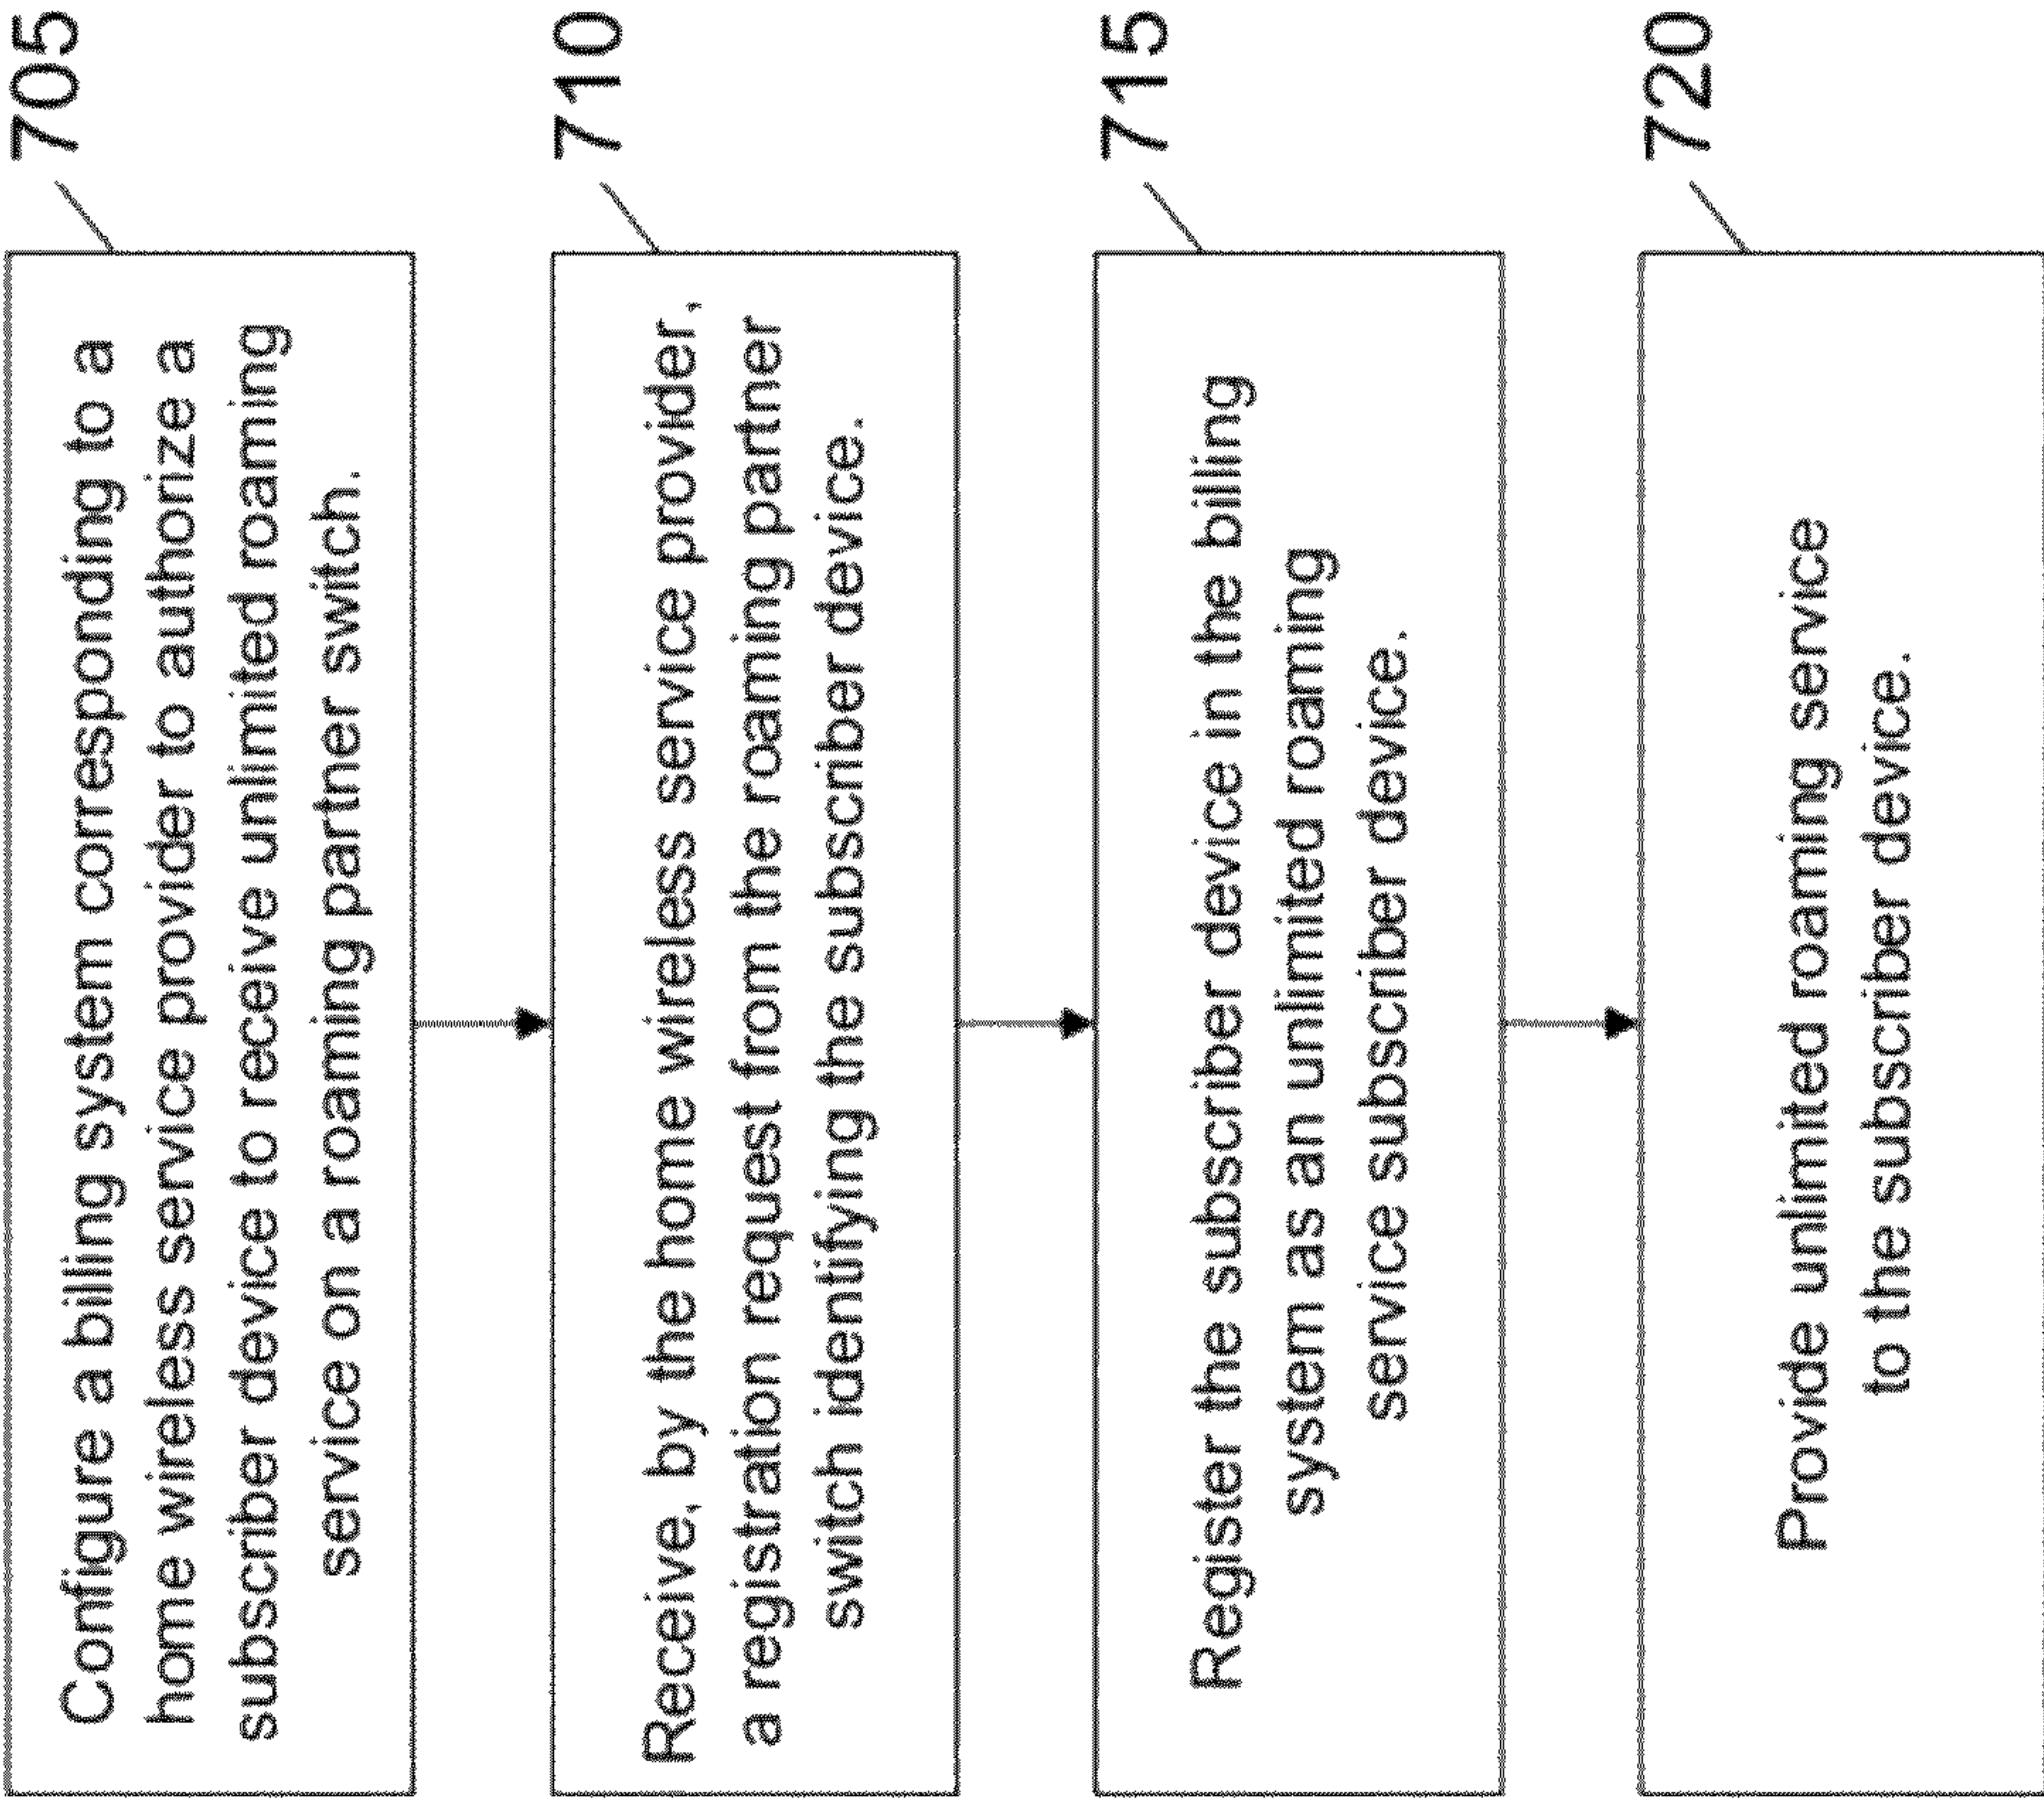 Configure a billing system corresponding to a
home wireless service provider to authorize a
subscriber device to receive unlimited roaming
service on a roaming partner switch.
705
Receive, by the home wireless service provider,
a registration request from the roaming partner
switch identifying the subscriber device.
710
Register the subscriber device in the billing
system as an unlimited roaming
service subscriber device.
715
Provide unlimited roaming service
to the subscriber device.
720